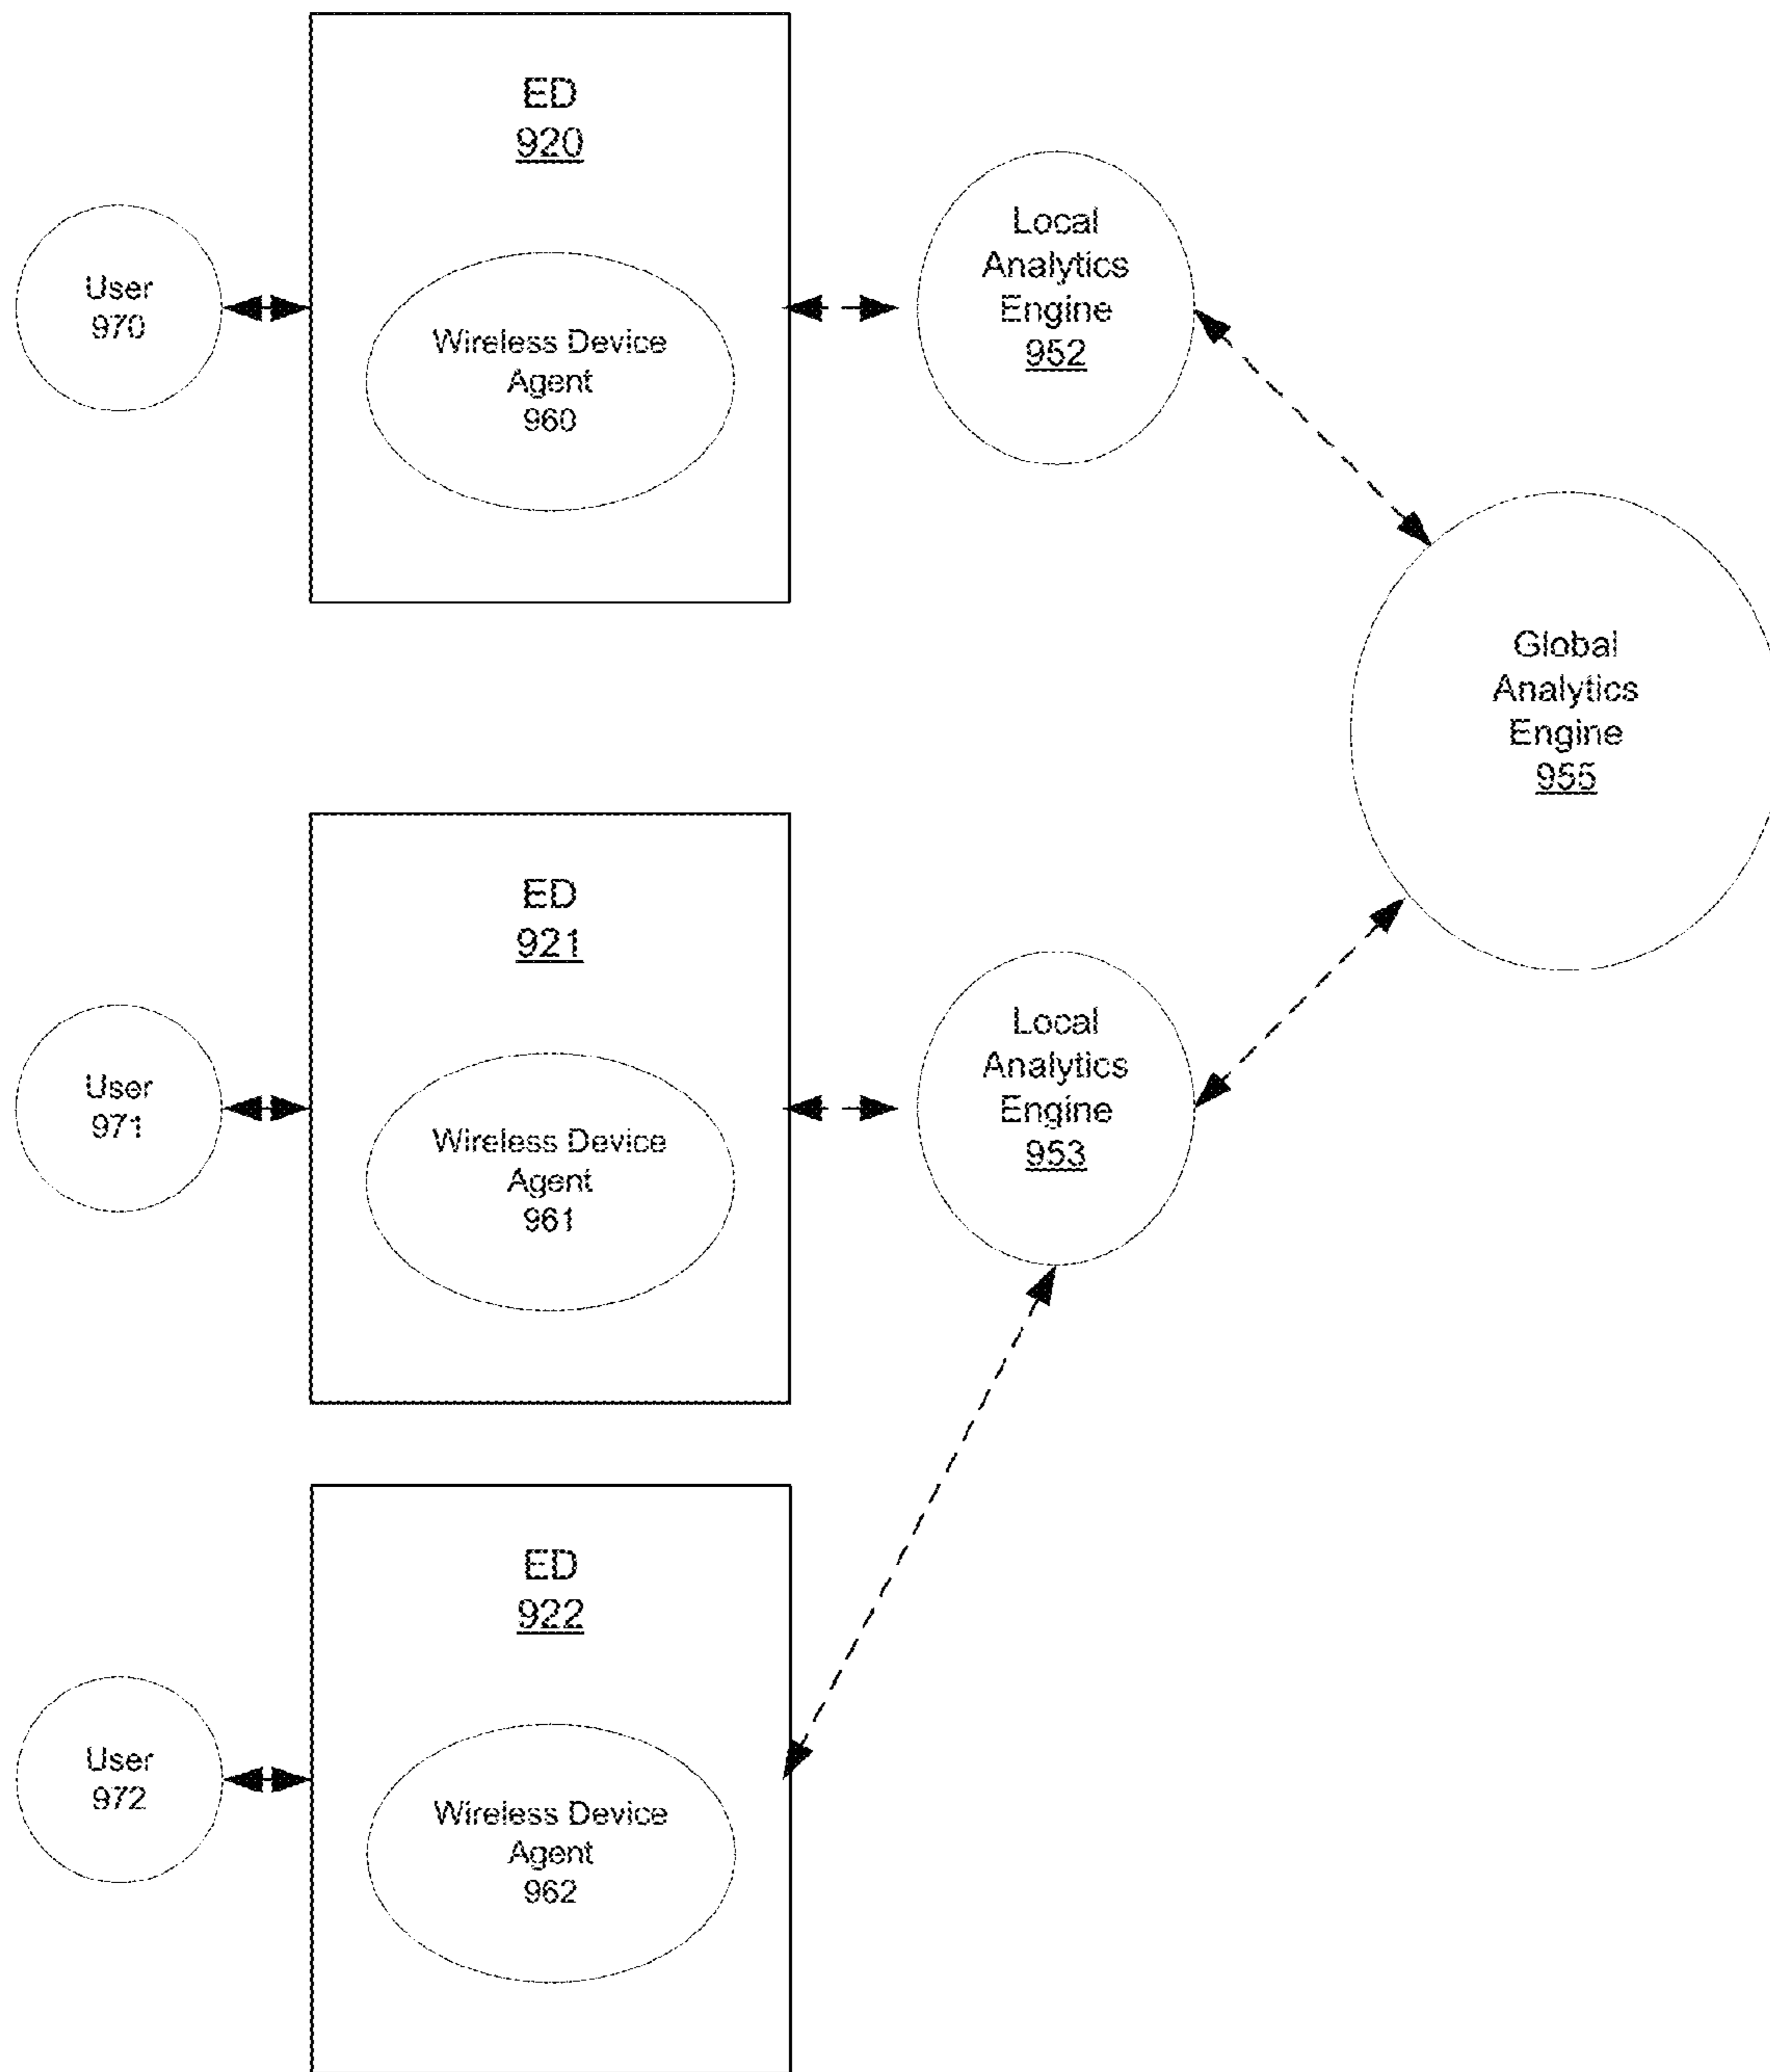 ED
920
User
970
Wireless Device
Agent
960
Local
Analytics
Engine
952
Global
Analytics
Engine
955
ED
921
User
971
Wireless Device
Agent
961
Local
Analytics
Engine
953
ED
922
User
972
Wireless Device
Agent
962